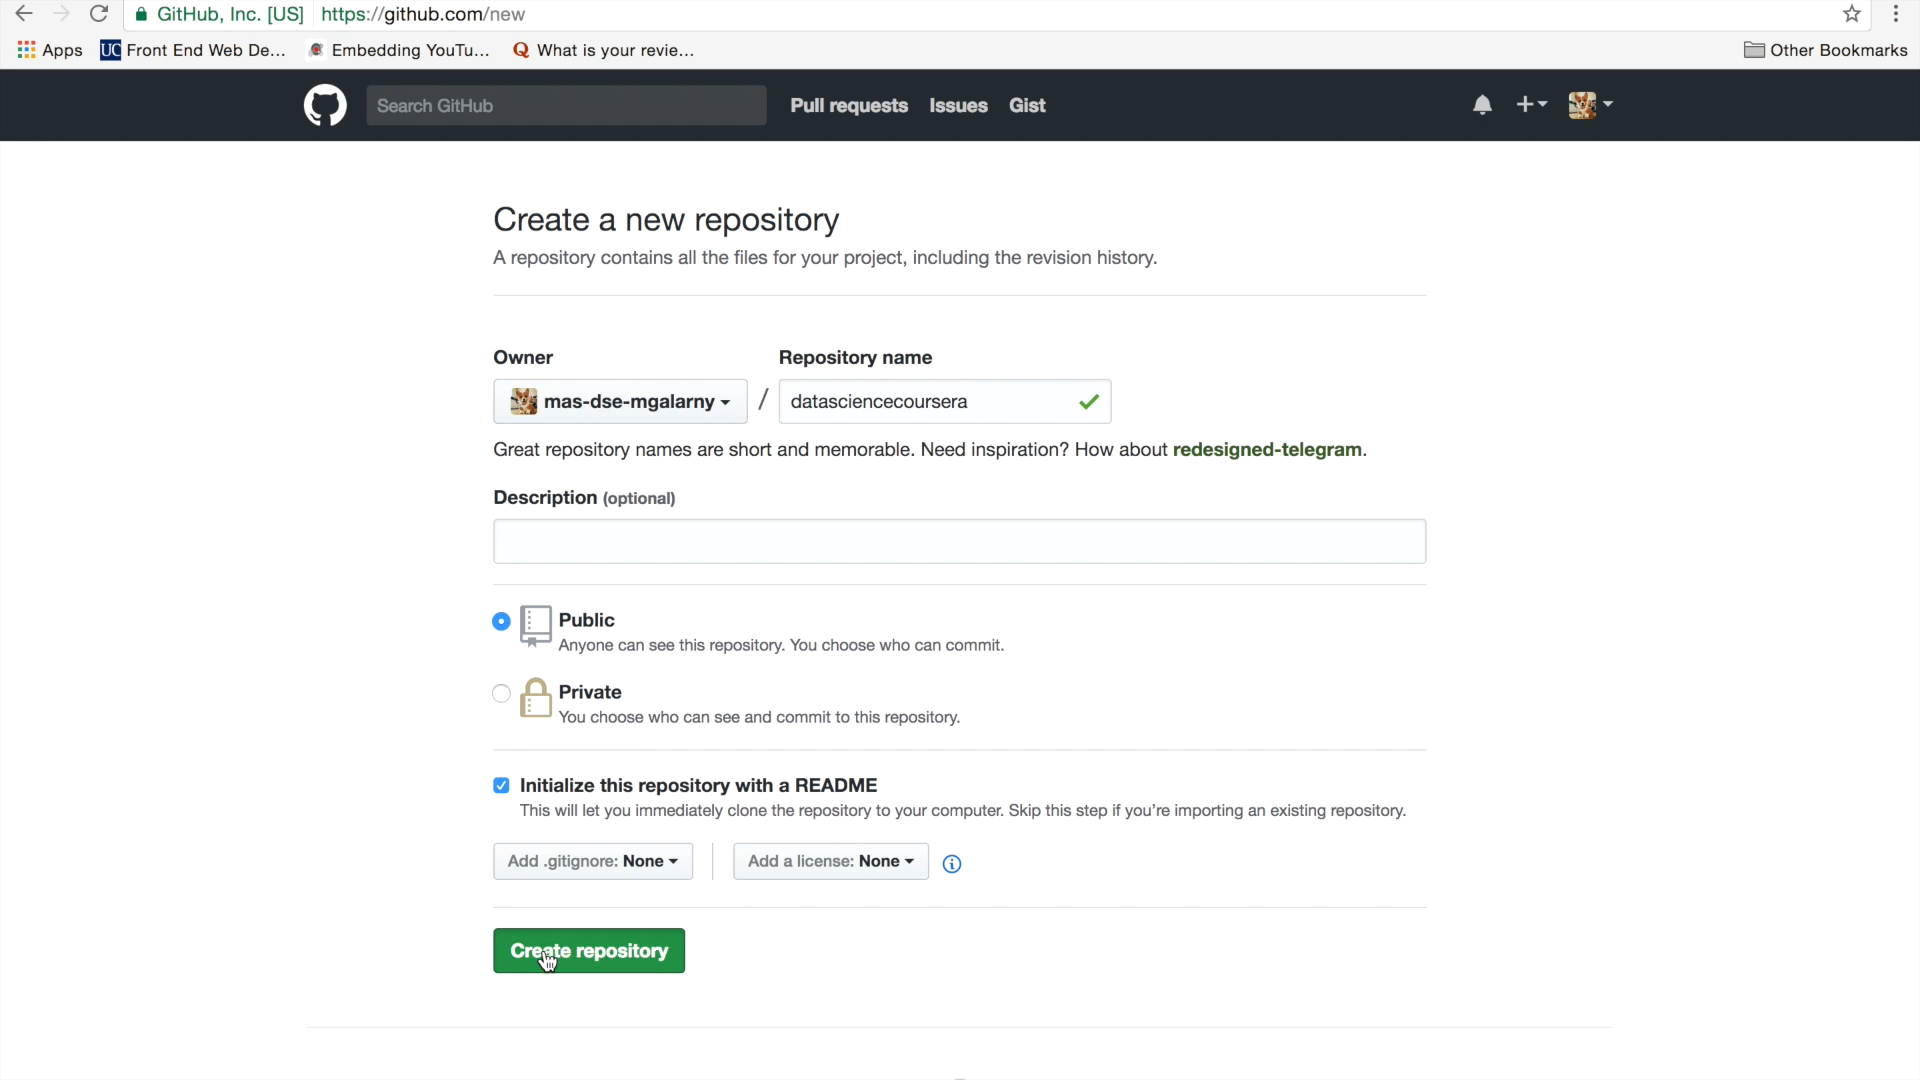 GitHub, Inc. [US] https://github.com/new
Apps UC Front End Web De... Embedding YouTu... Q What is your revie... Other Bookmarks
Search GitHub Pull requests Issues Gist
Create a new repository
A repository contains all the files for your project, including the revision history.
Owner Repository name
mas-dse-mgalarny / datasciencecoursera
Great repository names are short and memorable. Need inspiration? How about redesigned-telegram.
Description (optional)
Public
Anyone can see this repository. You choose who can commit.
Private
You choose who can see and commit to this repository.
Initialize this repository with a README
This will let you immediately clone the repository to your computer. Skip this step if you’re importing an existing repository.
Add .gitignore: None Add a license: None
Create repository